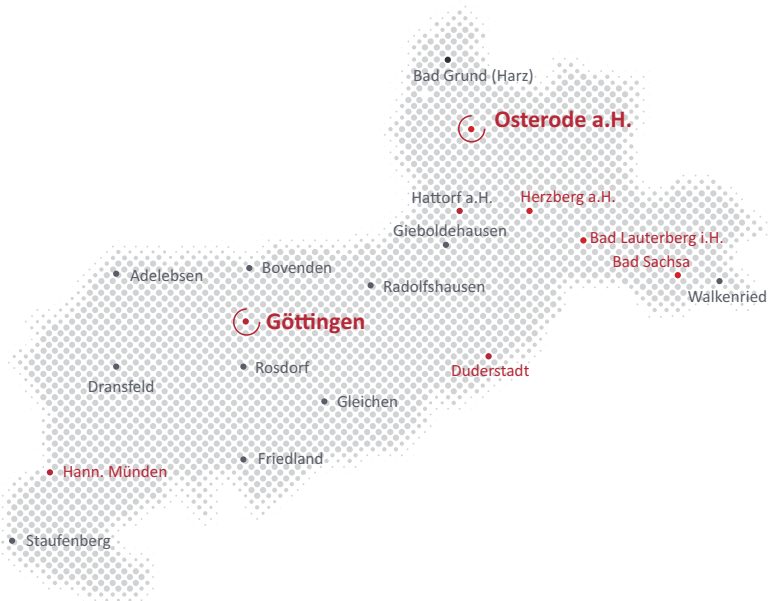 Bad Grund (Harz)
Osterode a.H.
Hattorf a.H.
Herzberg a.H.
Gieboldehausen
Bad Lauterberg i.H.
Bad Sachsa
Adelebsen
Bovenden
Radolfshausen
Walkenried
Göttingen
Dransfeld
Rosdorf
Duderstadt
Gleichen
Friedland
Hann. Münden
Staufenberg